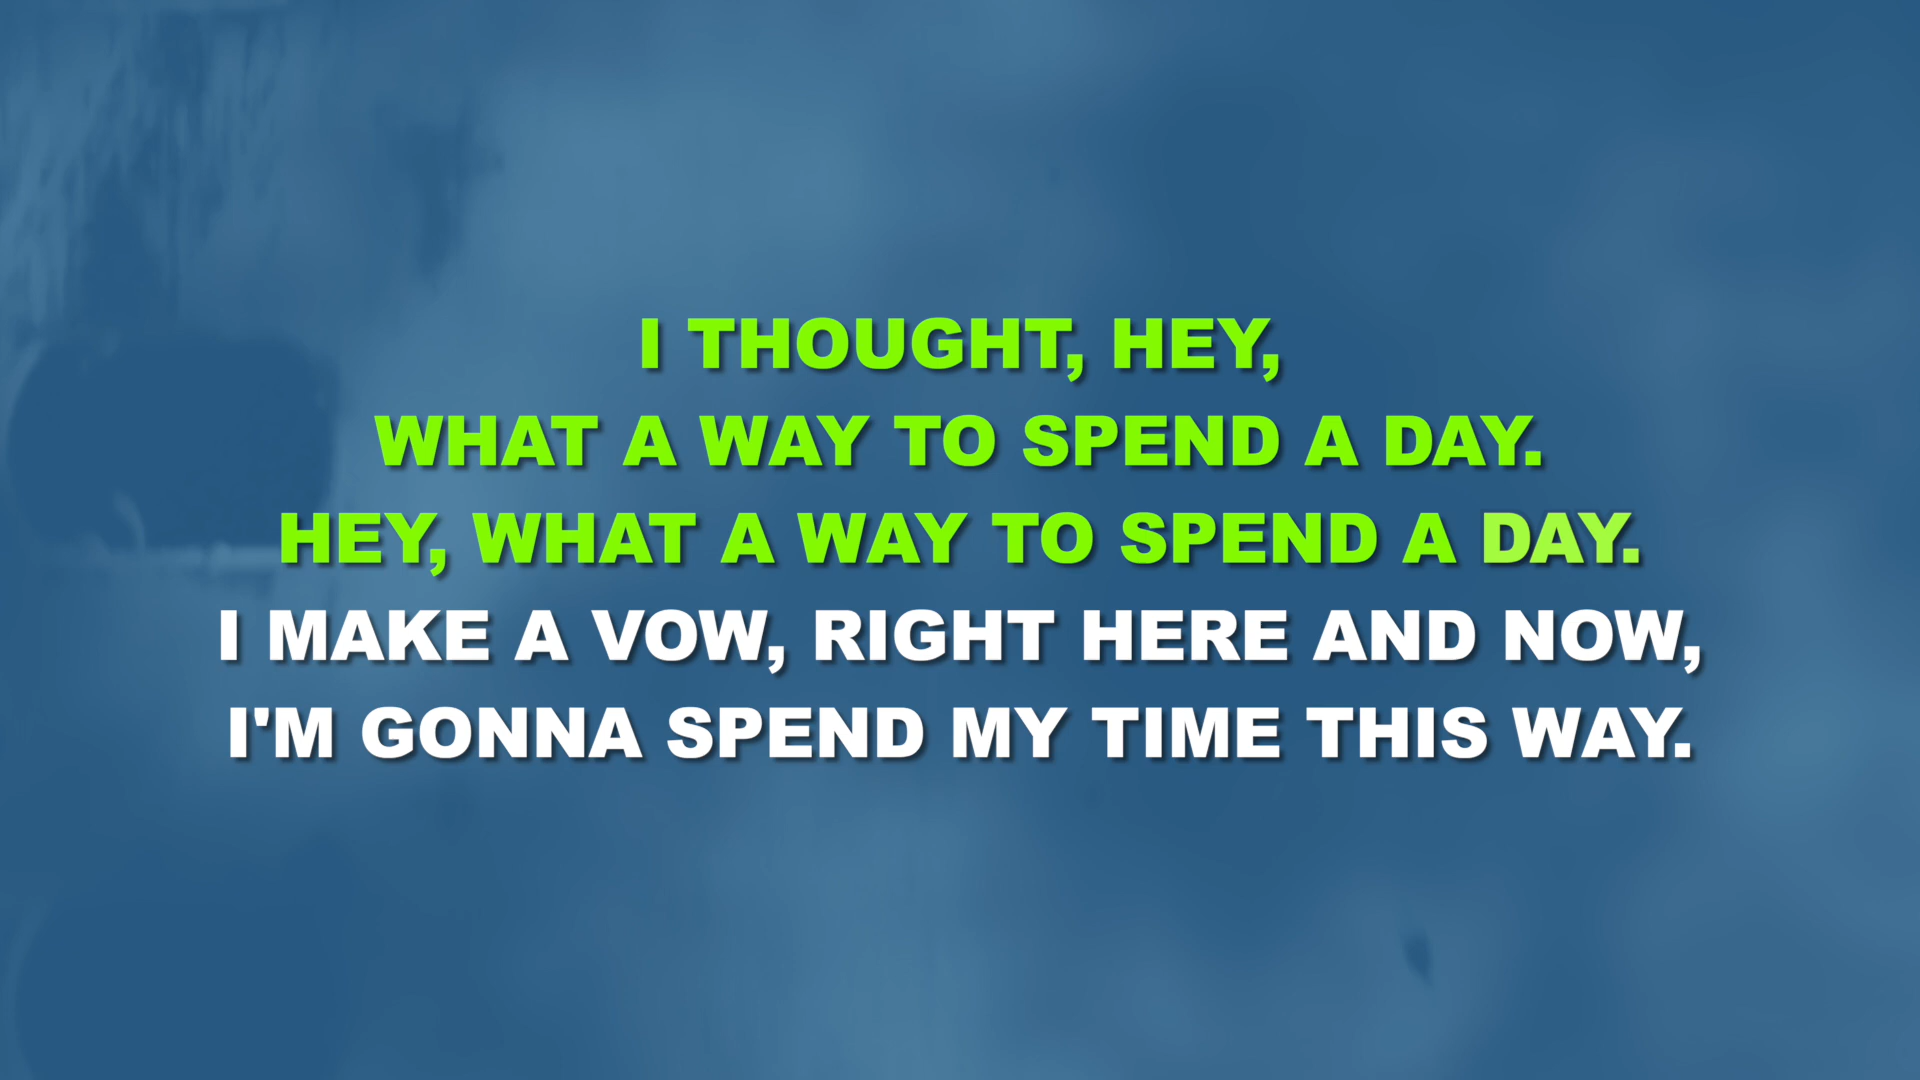 I THOUGHT, HEY,
WHAT A WAY TO SPEND A DAY.
HEY, WHAT A WAY TO SPEND A DAY.
I MAKE A VOW, RIGHT HERE AND NOW,
I'M GONNA SPEND MY TIME THIS WAY.